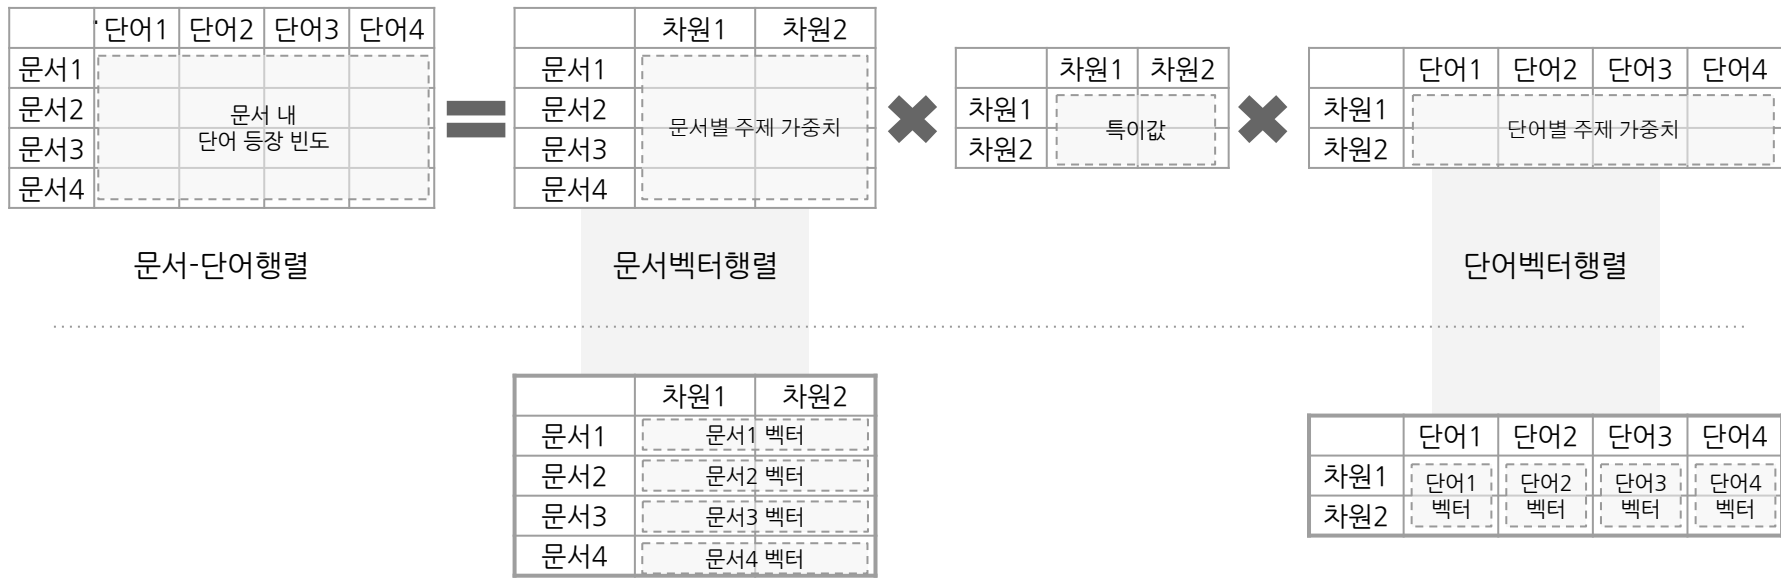 단어1 단어2 단어3 단어4
문서1
문서2
문서3
문서4
문서 내
단어 등장 빈도
문서-단어행렬
차원1 차원2
문서1
문서2
문서3
문서4
문서별 주제 가중치
문서벡터행렬
차원1 차원2
차원1
차원2
특이값
단어1 단어2 단어3 단어4
차원1
차원2
단어별 주제 가중치
단어벡터행렬
차원1 차원2
문서1 문서1 벡터
문서2 문서2 벡터
문서3 문서3 벡터
문서4 문서4 벡터
단어1 단어2 단어3 단어4
차원1
차원2
단어1 단어2 단어3 단어4
벡터 벡터 벡터 벡터